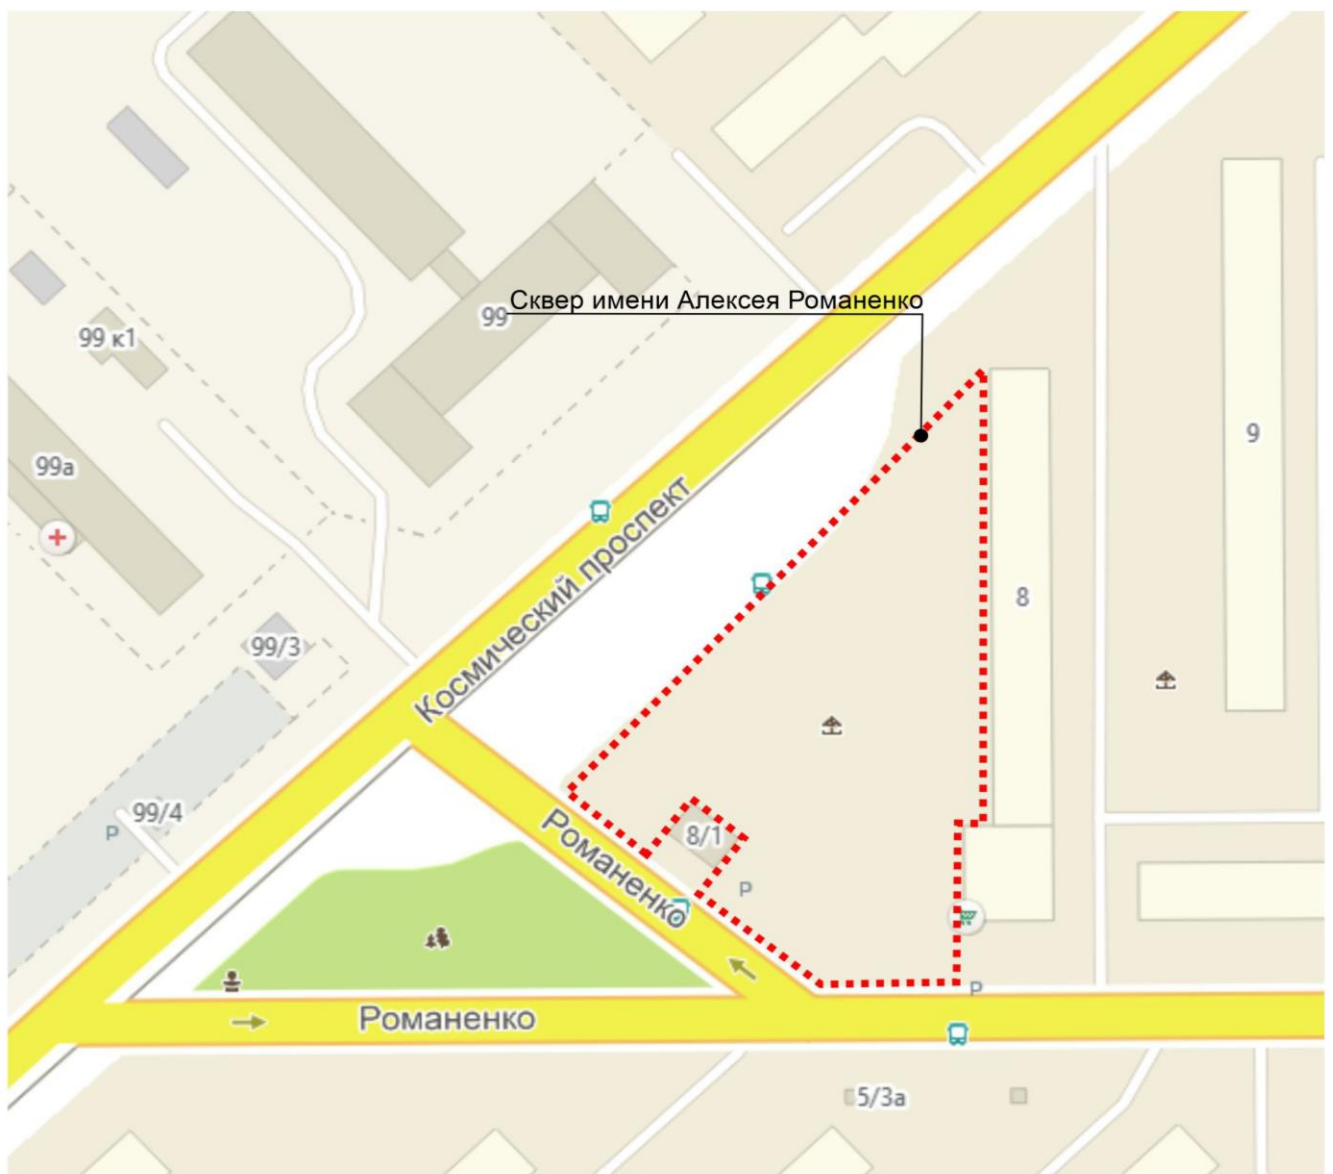 Сквер имени Алексея Романенко
99
99 к1
9
99а
Космический проспект
8
99/3
99/4
P
8/1
Романенко
P
P
Романенко
5/3а